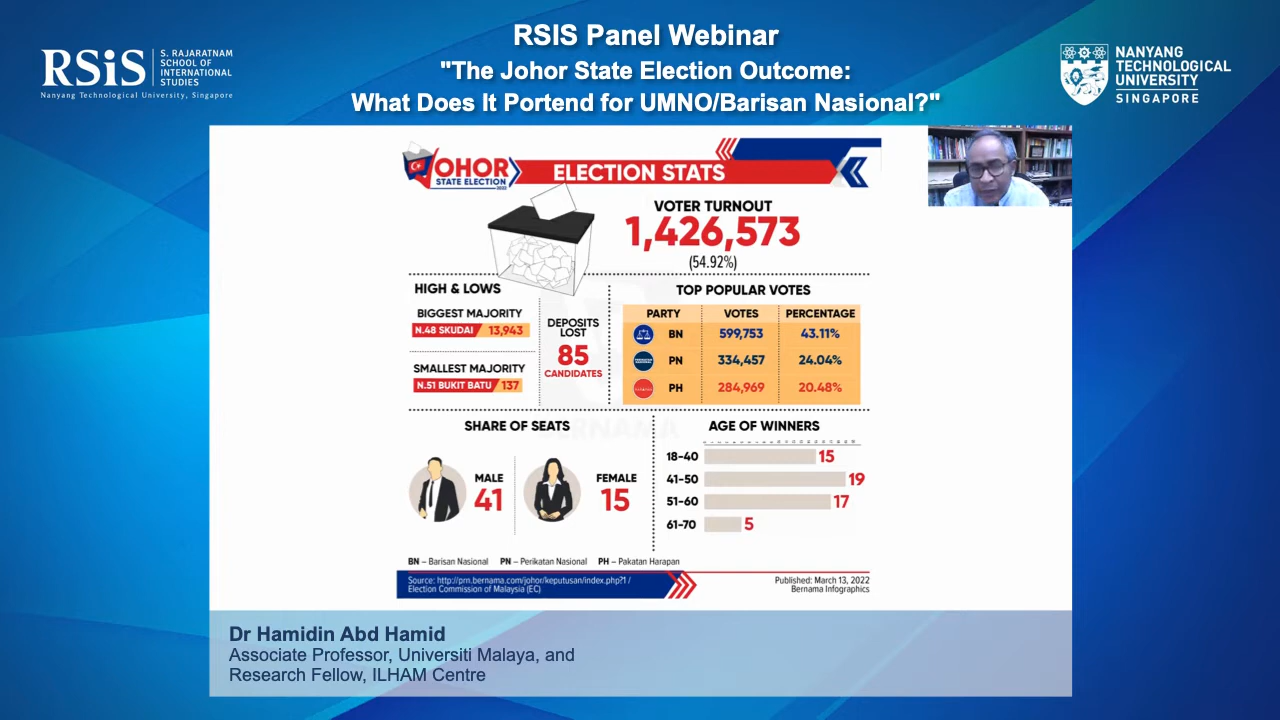 RSIS Panel Webinar
"The Johor State Election Outcome:
What Does It Portend for UMNO/Barisan Nasional?"
RSiS
S. RAJARATNAM
SCHOOL OF
INTERNATIONAL
STUDIES
Nanyang Technological University, Singapore
NANYANG
TECHNOLOGICAL
UNIVERSITY
SINGAPORE
JOHOR
STATE ELECTION
2022
ELECTION STATS
VOTER TURNOUT
1,426,573
(54.92%)
HIGH & LOWS
BIGGEST MAJORITY
N.48 SKUDAI 13,943
SMALLEST MAJORITY
N.51 BUKIT BATU 137
DEPOSITS
LOST
85
CANDIDATES
TOP POPULAR VOTES
PARTY VOTES PERCENTAGE
BN 599,753 43.11%
PN 334,457 24.04%
PH 284,969 20.48%
SHARE OF SEATS
MALE
41
FEMALE
15
AGE OF WINNERS
18-40 15
41-50 19
51-60 17
61-70 5
BERNAMA
BN – Barisan Nasional PN – Perikatan Nasional PH – Pakatan Harapan
Source: http://prn.bernama.com/johor/keputusan/index.php?1 /
Election Commission of Malaysia (EC)
Published: March 13, 2022
Bernama Infographics
Dr Hamidin Abd Hamid
Associate Professor, Universiti Malaya, and
Research Fellow, ILHAM Centre